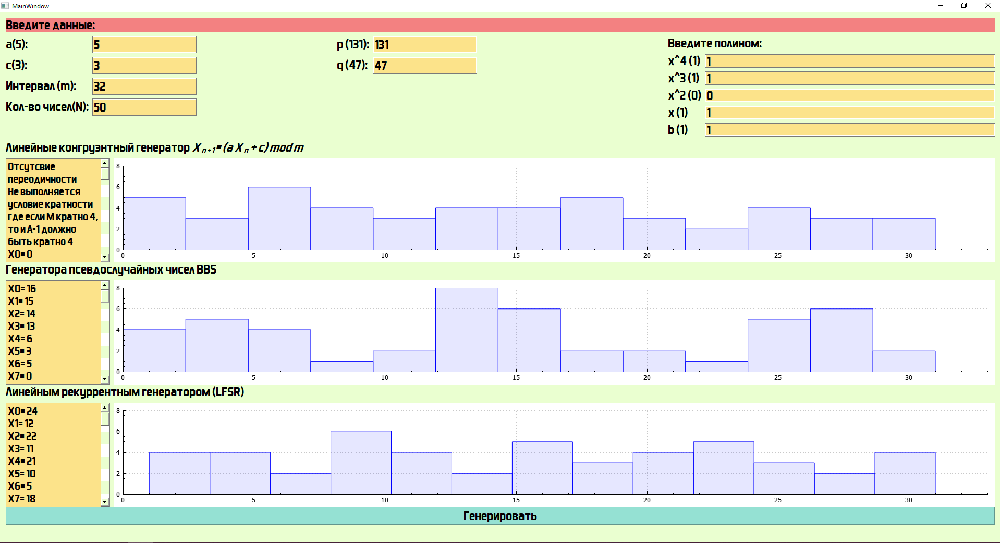 MainWindow
Введите данные:
a(5):
5
c(3):
3
Интервал (m):
32
Кол-во чисел(N):
50
p (131):
131
q (47):
47
Введите полином:
x^4 (1)
1
x^3 (1)
1
x^2 (0)
0
x (1)
1
b (1)
1
Линейные конгруэнтный генератор X n+1=(a X n + c) mod m
Отсутсвие
переодичности
Не выполняется
условие кратности
где если М кратно 4,
то и А-1 должно
быть кратно 4
X0= 0
8
6
4
2
0
0 5 10 15 20 25 30
Генератора псевдослучайных чисел BBS
X0= 16
X1= 15
X2= 14
X3= 13
X4= 6
X5= 3
X6= 5
X7= 0
8
6
4
2
0
0 5 10 15 20 25 30
Линейным рекуррентным генератором (LFSR)
X0= 24
X1= 12
X2= 22
X3= 11
X4= 21
X5= 10
X6= 5
X7= 18
8
6
4
2
0
0 5 10 15 20 25 30
Генерировать